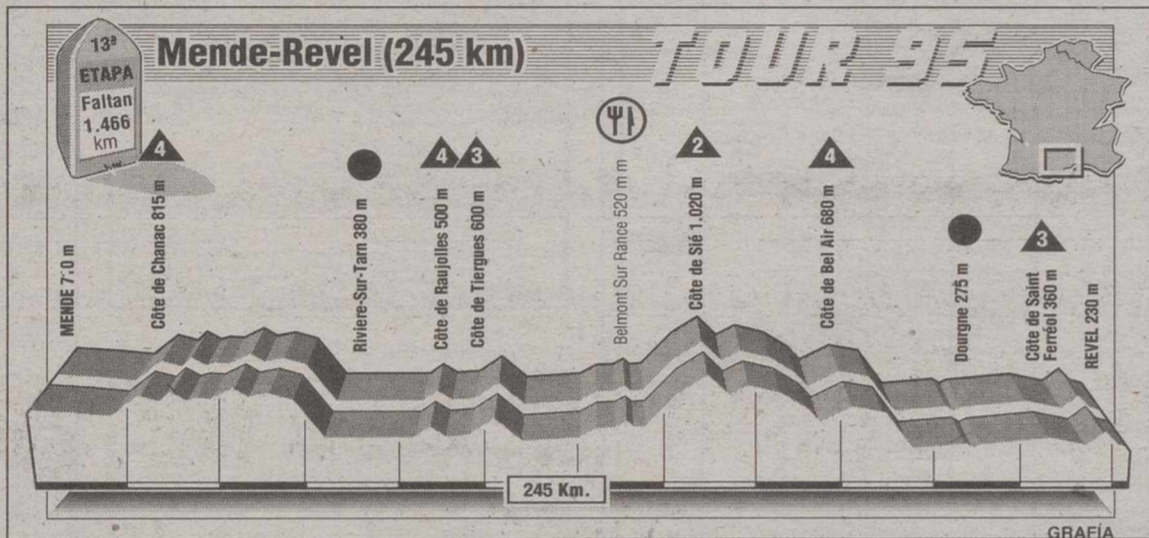 13ª
ETAPA
Faltan
1.466
km
Mende-Revel (245 km)
TOUR 95
MENDE
4
Côte de Chanac 815 m
Riviere-Sur-Tarn 380 m
4
Côte de Raujolles 500 m
3
Côte de Tiergues 600 m
Belmont Sur Rance 520 m m
2
Côte de Sié 1.020 m
4
Côte de Bel Air 680 m
Dourgne 275 m
3
Côte de Saint
Ferréol 360 m
REVEL 230 m
245 Km.
GRAFÍA